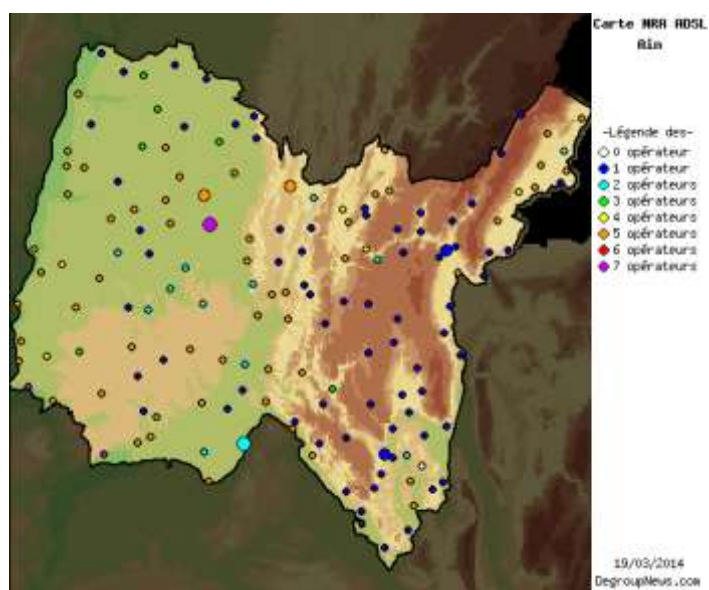 Carte NRA ADSL
Ain
-Légende des-
0 opérateur
1 opérateur
2 opérateurs
3 opérateurs
4 opérateurs
5 opérateurs
6 opérateurs
7 opérateurs
19/03/2014
DegroupNews.com